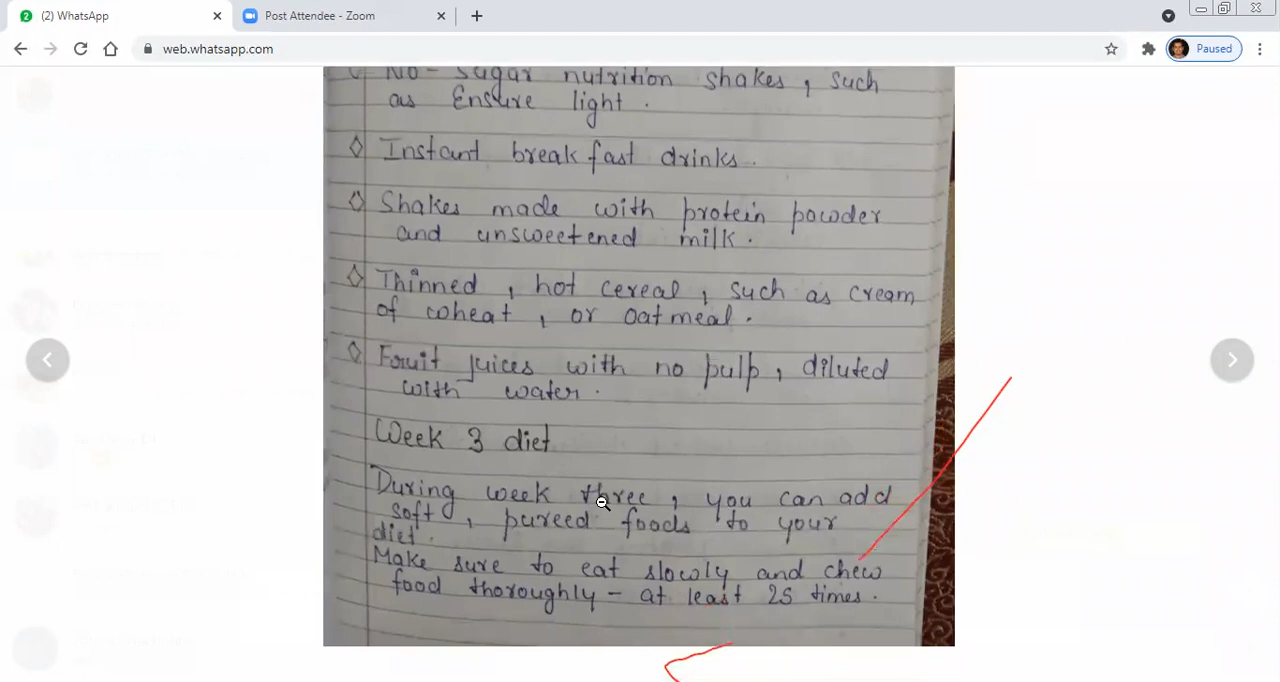 (2) WhatsApp
Post Attendee - Zoom
web.whatsapp.com
Paused
No - Sugar nutrition shakes, such
as Ensure light.
Instant breakfast drinks.
Shakes made with protein powder
and unsweetened milk.
Thinned, hot cereal, such as cream
of wheat, or oatmeal.
Fruit juices with no pulp, diluted
with water.
Week 3 diet
During week three, you can add
soft, pureed foods to your
diet.
Make sure to eat slowly and chew
food thoroughly - at least 25 times.